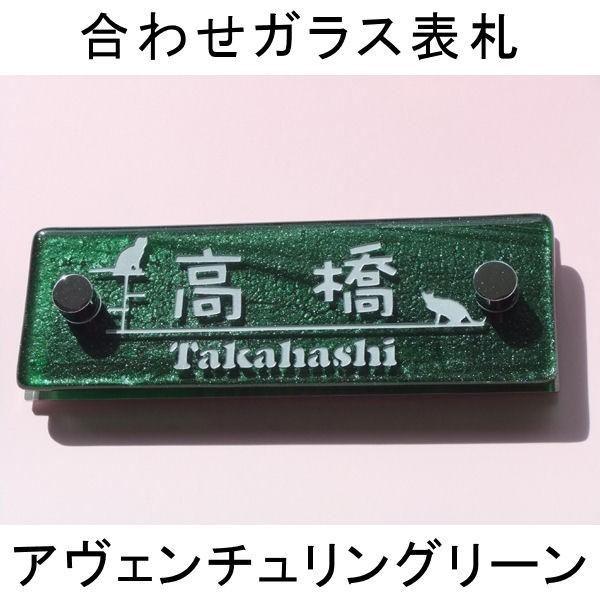 合わせガラス表札
高橋
Takahashi
アヴェンチュリングリーン